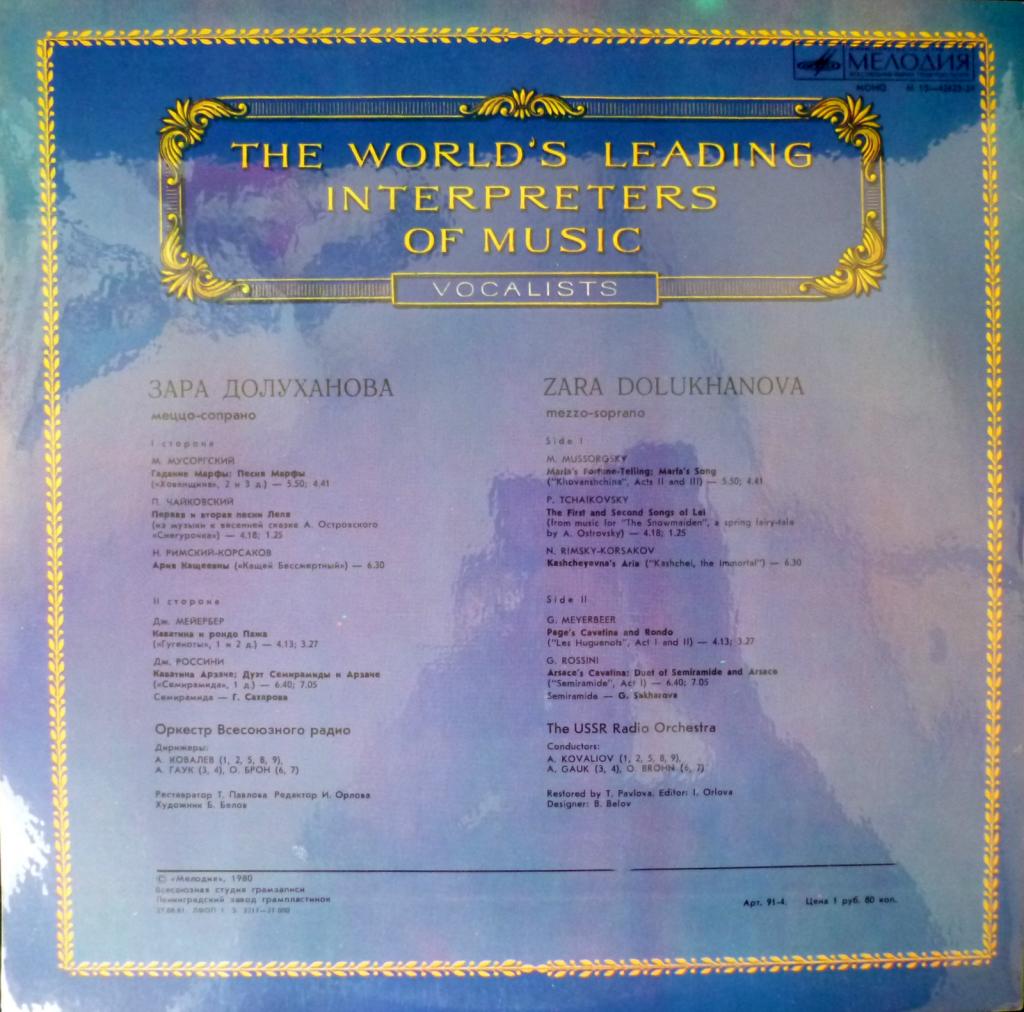 МЕЛОДИЯ
МОНО М 10—
THE WORLD'S LEADING
INTERPRETERS
OF MUSIC
VOCALISTS
ЗАРА ДОЛУХАНОВА
меццо-сопрано
I сторона
М. МУСОРГСКИЙ
Гадание Марфы; Песня Марфы
(«Хованщина», 2 и 3 д.) — 5.50; 4.41
П. ЧАЙКОВСКИЙ
Первая и вторая песни Леля
(из музыки к весенней сказке А. Островского
«Снегурочка») — 4.18; 1.25
Н. РИМСКИЙ-КОРСАКОВ
Ария Кащеевны («Кащей Бессмертный») — 6.30
II сторона
Дж. МЕЙЕРБЕР
Каватина и рондо Пажа
(«Гугеноты», 1 и 2 д.) — 4.13; 3.27
Дж. РОССИНИ
Каватина Арзаче; Дуэт Семирамиды и Арзаче
(«Семирамида», 1 д.) — 6.40; 7.05
Семирамида — Г. Сахарова
Оркестр Всесоюзного радио
Дирижеры:
А. КОВАЛЕВ (1, 2, 5, 8, 9),
А. ГАУК (3, 4), О. БРОН (6, 7)
Реставратор Т. Павлова Редактор И. Орлова
Художник Б. Белов
ZARA DOLUKHANOVA
mezzo-soprano
Side I
M. MUSSORGSKY
Marfa's Fortune-Telling; Marfa's Song
("Khovanshchina", Acts II and III) — 5.50; 4.41
P. TCHAIKOVSKY
The First and Second Songs of Lel
(from music for "The Snowmaiden", a spring fairy-tale
by A. Ostrovsky) — 4.18; 1.25
N. RIMSKY-KORSAKOV
Kashcheyevna's Aria ("Kashchei, the Immortal") — 6.30
Side II
G. MEYERBEER
Page's Cavatina and Rondo
("Les Huguenots", Act I and II) — 4.13; 3.27
G. ROSSINI
Arsace's Cavatina; Duet of Semiramide and Arsace
("Semiramide", Act I) — 6.40; 7.05
Semiramide — G. Sakharova
The USSR Radio Orchestra
Conductors:
A. KOVALIOV (1, 2, 5, 8, 9),
A. GAUK (3, 4), O. BROHN (6, 7)
Restored by T. Pavlova. Editor: I. Orlova
Designer: B. Belov
© «Мелодия», 1980
Всесоюзная студия грамзаписи
Ленинградский завод грампластинок
Арт. 91-4. Цена 1 руб. 80 коп.